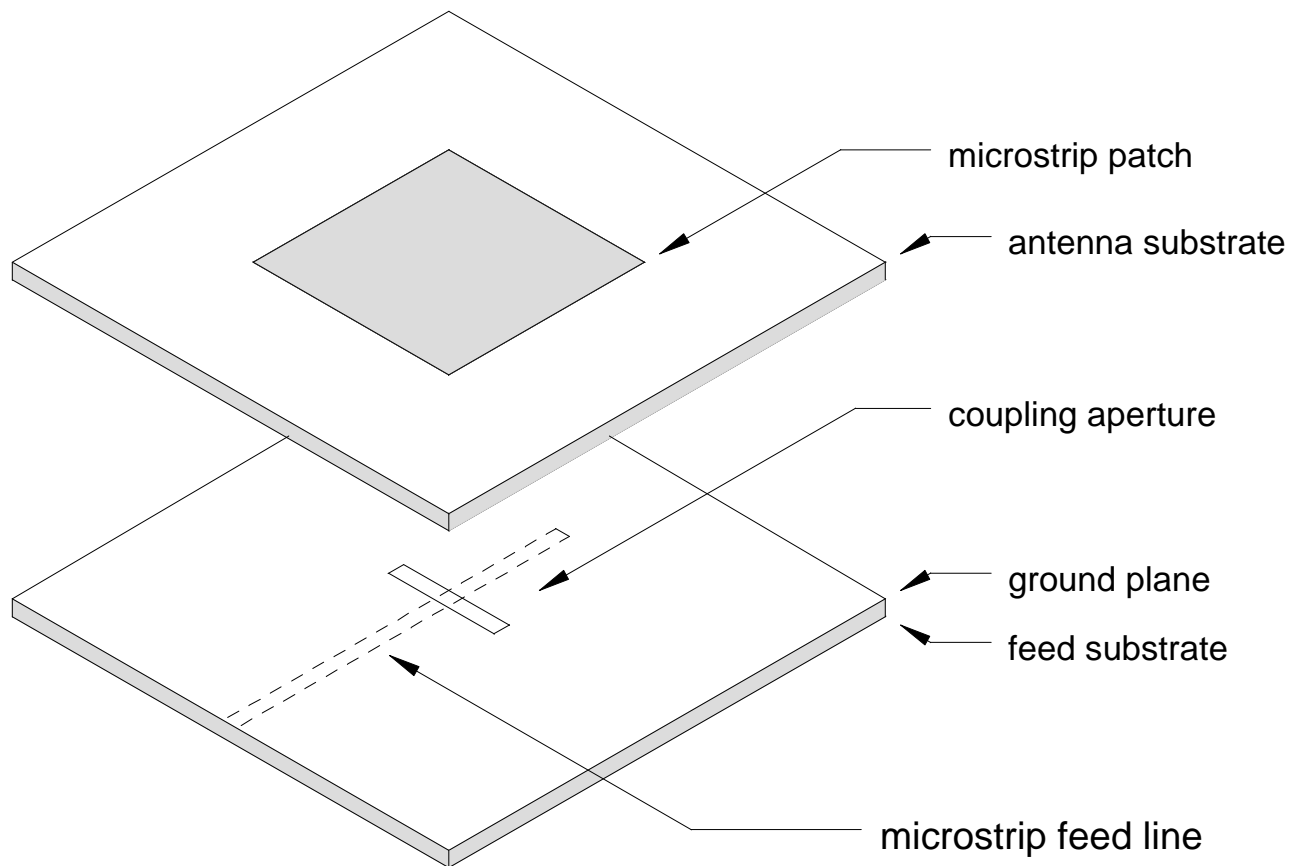 microstrip patch
antenna substrate
coupling aperture
ground plane
feed substrate
microstrip feed line